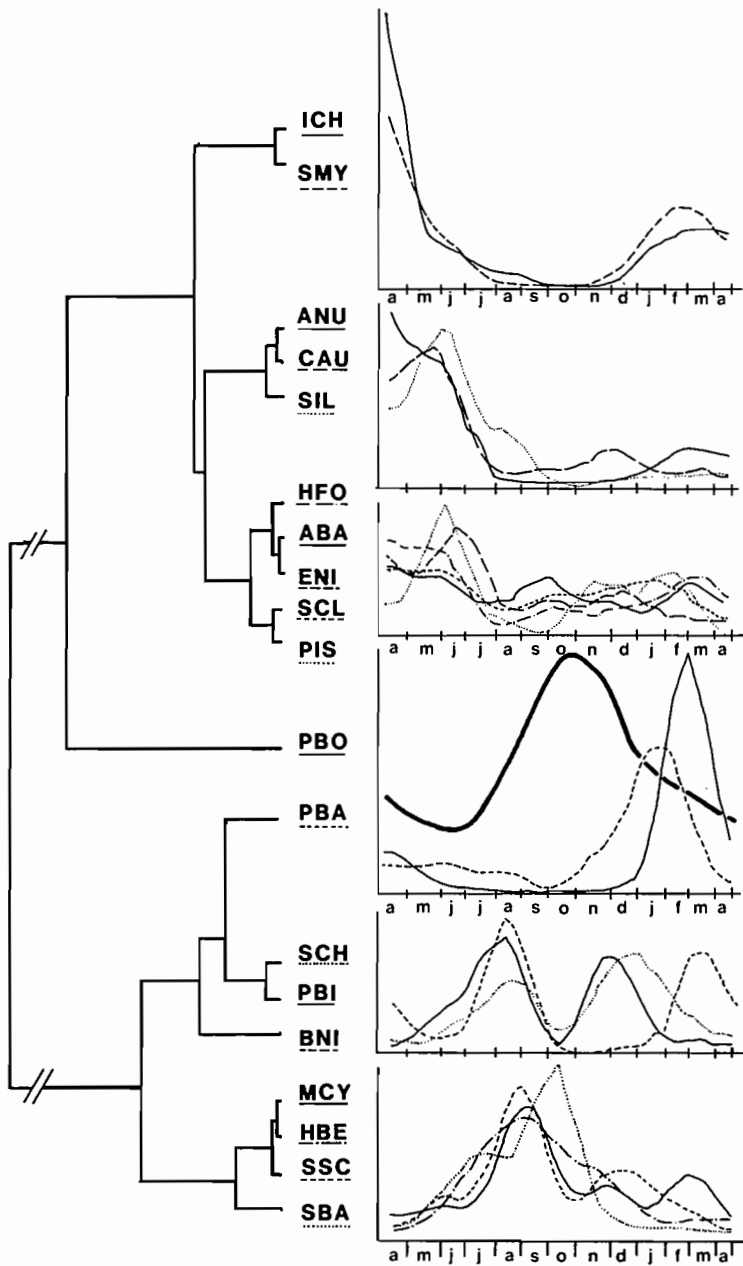 ICH
SMY
a m j j a s o n d j f m a
ANU
CAU
SIL
HFO
ABA
ENI
SCL
PIS
a m j j a s o n d j f m a
PBO
PBA
a m j j a s o n d j f m a
SCH
PBI
BNI
MCY
HBE
SSC
SBA
a m j j a s o n d j f m a